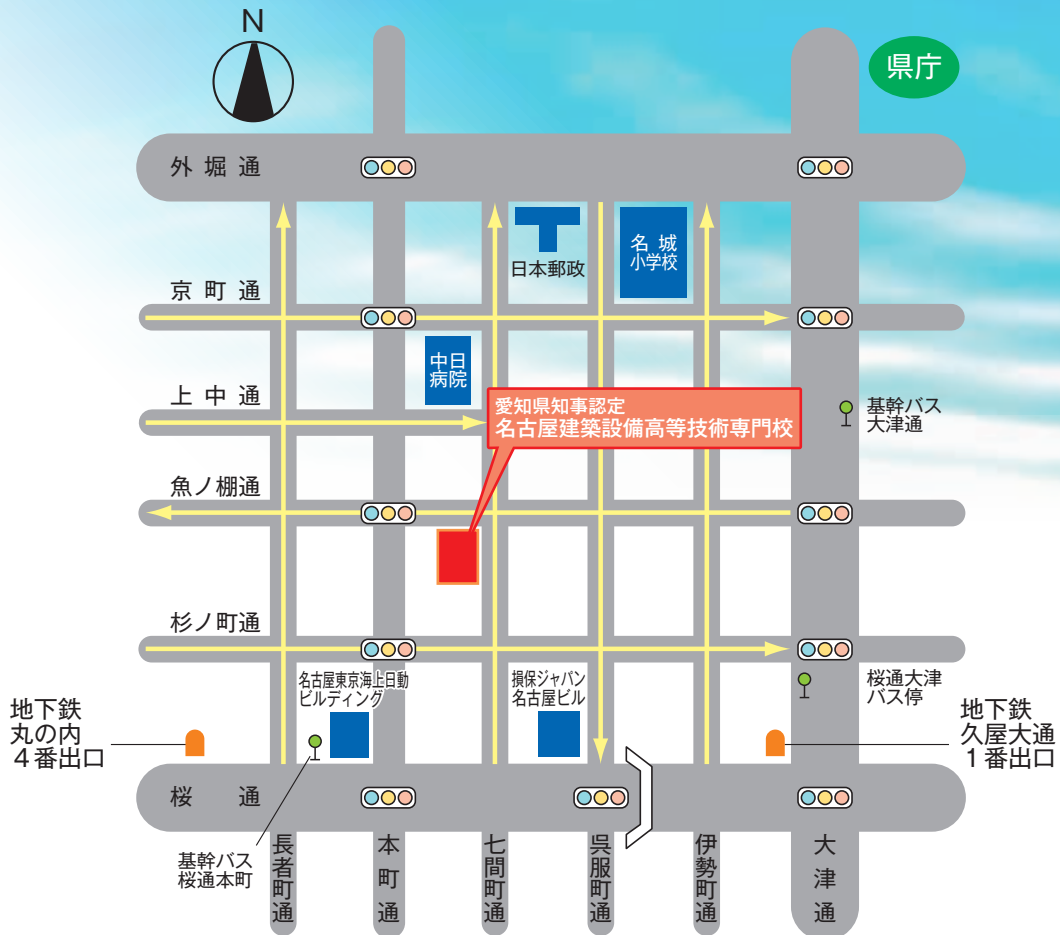 N
県庁
外堀通
日本郵政
名城
小学校
京町通
中日
病院
上中通
愛知県知事認定
名古屋建築設備高等技術専門校
基幹バス
大津通
魚ノ棚通
杉ノ町通
名古屋東京海上日動
ビルディング
損保ジャパン
名古屋ビル
桜通大津
バス停
地下鉄
丸の内
4番出口
地下鉄
久屋大通
1番出口
桜通
基幹バス
桜通本町
長者町通
本町通
七間町通
呉服町通
伊勢町通
大津通